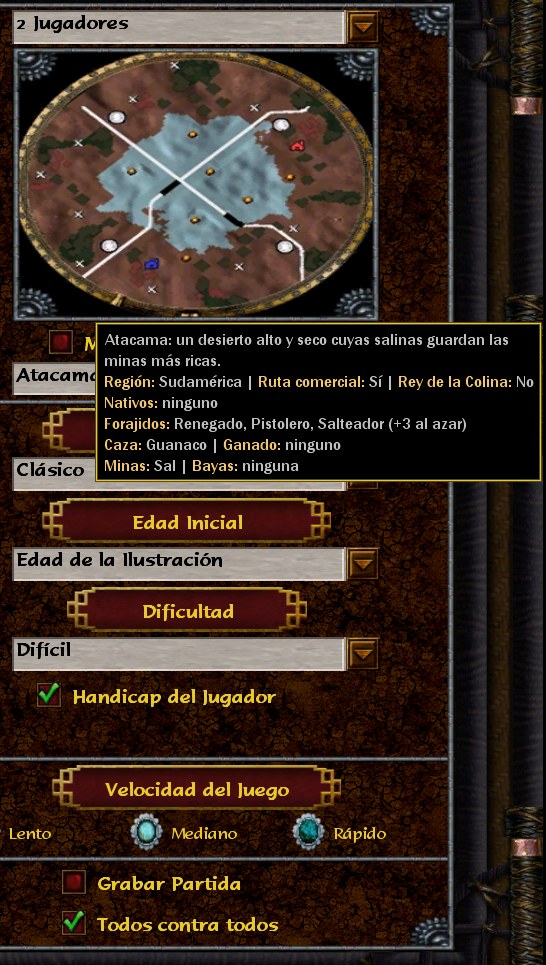 2 Jugadores
M
Atacama: un desierto alto y seco cuyas salinas guardan las
minas más ricas.
Región: Sudamérica | Ruta comercial: Sí | Rey de la Colina: No
Nativos: ninguno
Forajidos: Renegado, Pistolero, Salteador (+3 al azar)
Caza: Guanaco | Ganado: ninguno
Minas: Sal | Bayas: ninguna
Atacama
Clásico
Edad Inicial
Edad de la Ilustración
Dificultad
Difícil
Handicap del Jugador
Velocidad del Juego
Lento Mediano Rápido
Grabar Partida
Todos contra todos